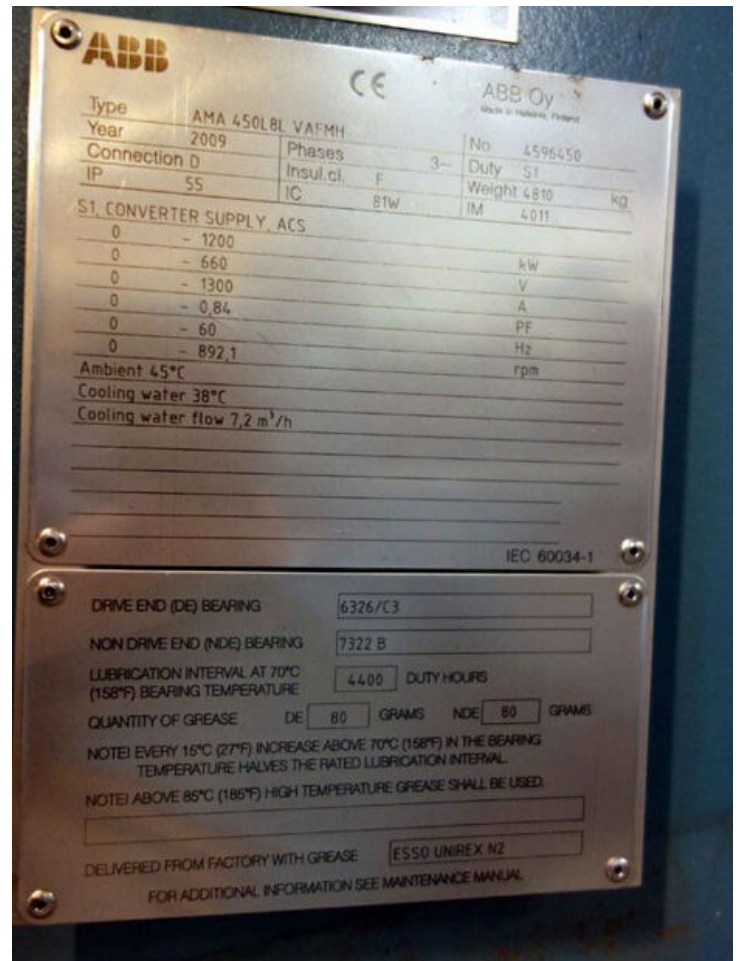 ABB
CE
ABB Oy
Made in Helsinki, Finland
Type AMA 450L8L VAFMH No 4596450
Year 2009 Phases 3~ Duty S1
Connection D Insul.cl. F Weight 4810 kg
IP 55 IC 81W IM 4011
S1, CONVERTER SUPPLY, ACS
0 - 1200 kW
0 - 660 V
0 - 1300 A
0 - 0,84 PF
0 - 60 Hz
0 - 892,1 rpm
Ambient 45°C
Cooling water 38°C
Cooling water flow 7,2 m³/h
IEC 60034-1
DRIVE END (DE) BEARING 6326/C3
NON DRIVE END (NDE) BEARING 7322 B
LUBRICATION INTERVAL AT 70°C
(158°F) BEARING TEMPERATURE 4400 DUTY HOURS
QUANTITY OF GREASE DE 80 GRAMS NDE 80 GRAMS
NOTE! EVERY 15°C (27°F) INCREASE ABOVE 70°C (158°F) IN THE BEARING
TEMPERATURE HALVES THE RATED LUBRICATION INTERVAL.
NOTE! ABOVE 85°C (185°F) HIGH TEMPERATURE GREASE SHALL BE USED.
DELIVERED FROM FACTORY WITH GREASE ESSO UNIREX N2
FOR ADDITIONAL INFORMATION SEE MAINTENANCE MANUAL